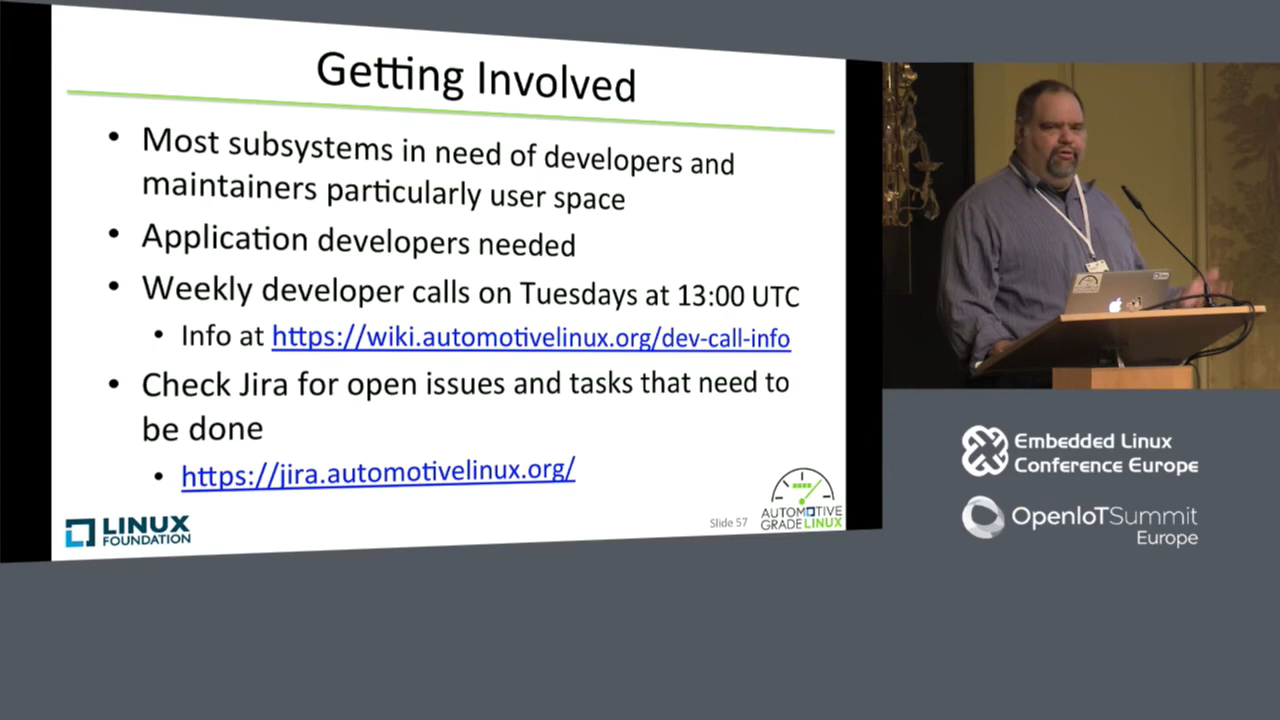 Getting Involved
• Most subsystems in need of developers and
maintainers particularly user space
• Application developers needed
• Weekly developer calls on Tuesdays at 13:00 UTC
• Info at https://wiki.automotivelinux.org/dev-call-info
• Check Jira for open issues and tasks that need to
be done
• https://jira.automotivelinux.org/
LINUX
FOUNDATION
Slide 57
AUTOMOTIVE
GRADELINUX
Embedded Linux
Conference Europe
OpenIoTSummit
Europe